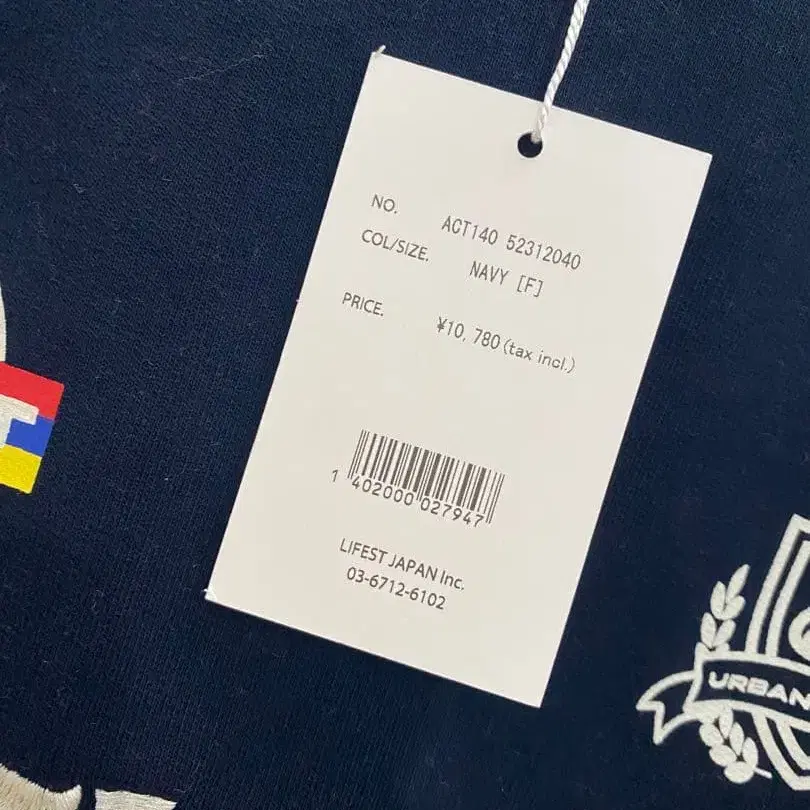 NO. ACT140 52312040
COL/SIZE. NAVY [F]
PRICE. ¥10,780(tax incl.)
1 402000 027947
LIFEST JAPAN Inc.
03-6712-6102
URBAN